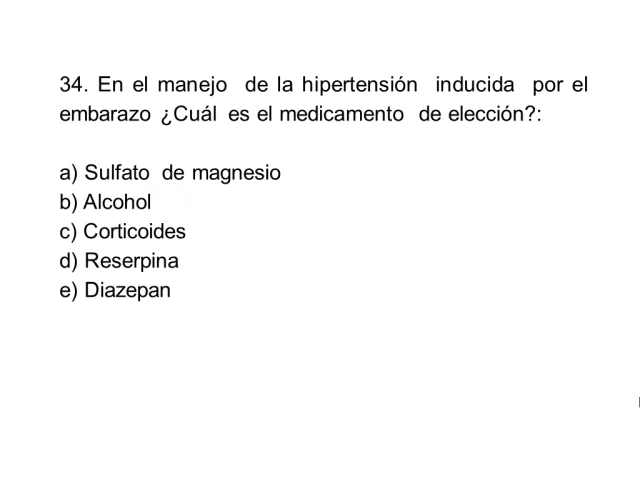 34. En el manejo de la hipertensión inducida por el
embarazo ¿Cuál es el medicamento de elección?:
a) Sulfato de magnesio
b) Alcohol
c) Corticoides
d) Reserpina
e) Diazepan